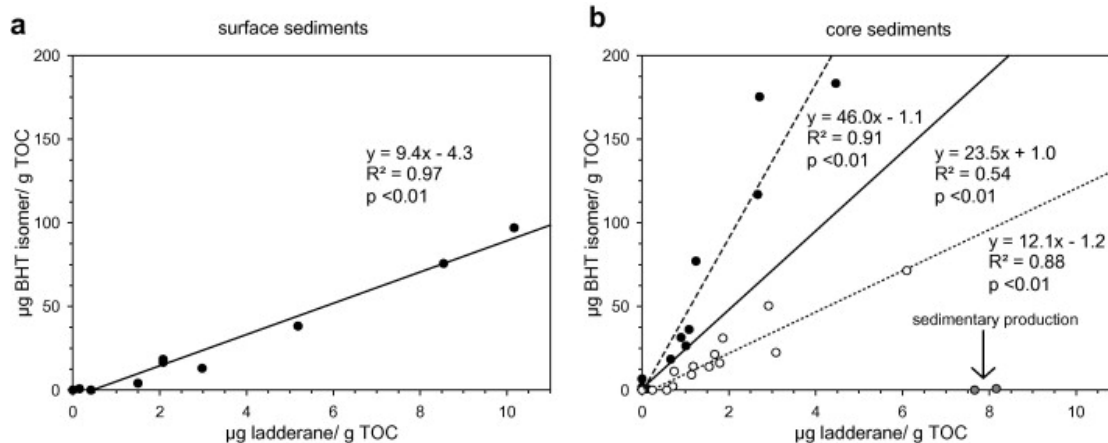 a
surface sediments
200
150
100
50
0
µg BHT isomer/ g TOC
y = 9.4x - 4.3
R² = 0.97
p <0.01
0 2 4 6 8 10
µg ladderane/ g TOC
b
core sediments
200
150
100
50
0
µg BHT isomer/ g TOC
y = 46.0x - 1.1
R² = 0.91
p <0.01
y = 23.5x + 1.0
R² = 0.54
p <0.01
y = 12.1x - 1.2
R² = 0.88
p <0.01
sedimentary production
0 2 4 6 8 10
µg ladderane/ g TOC